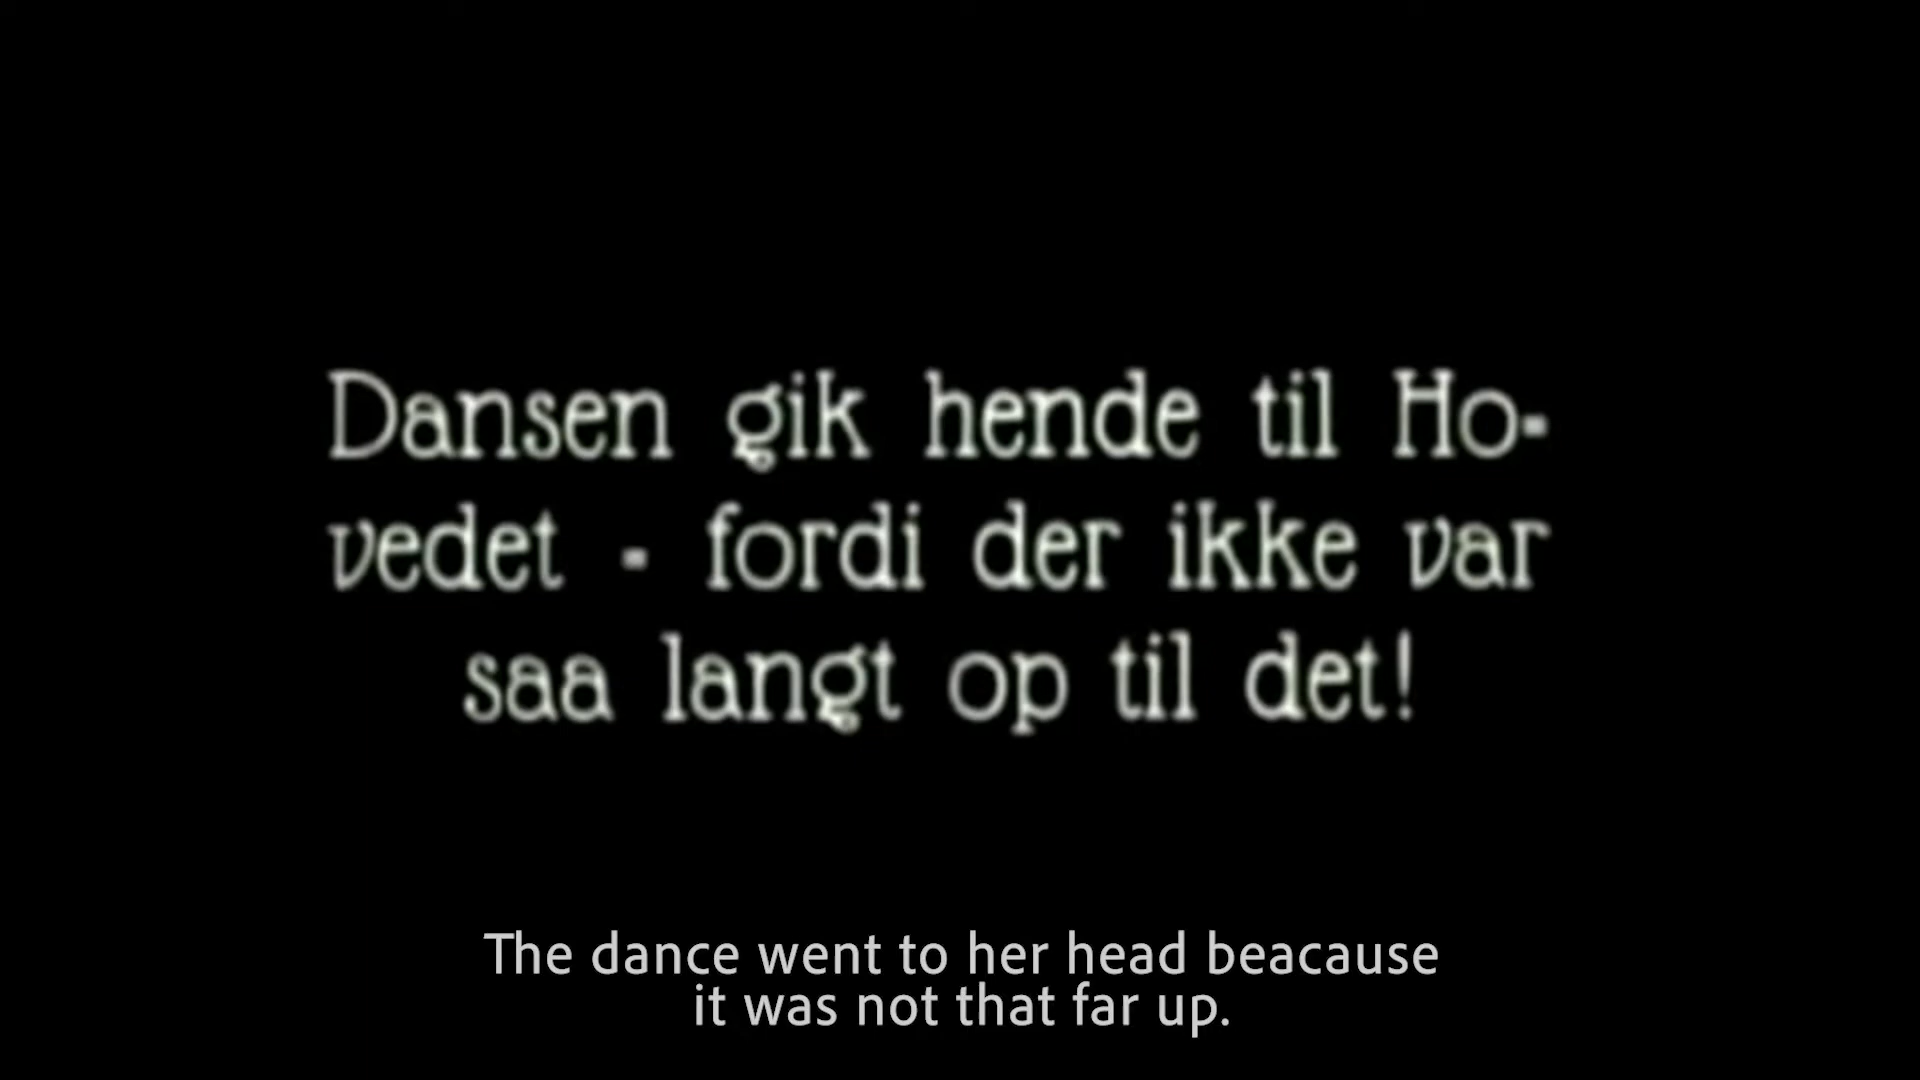 Dansen gik hende til Ho-
vedet - fordi der ikke var
saa langt op til det!
The dance went to her head beacause
it was not that far up.